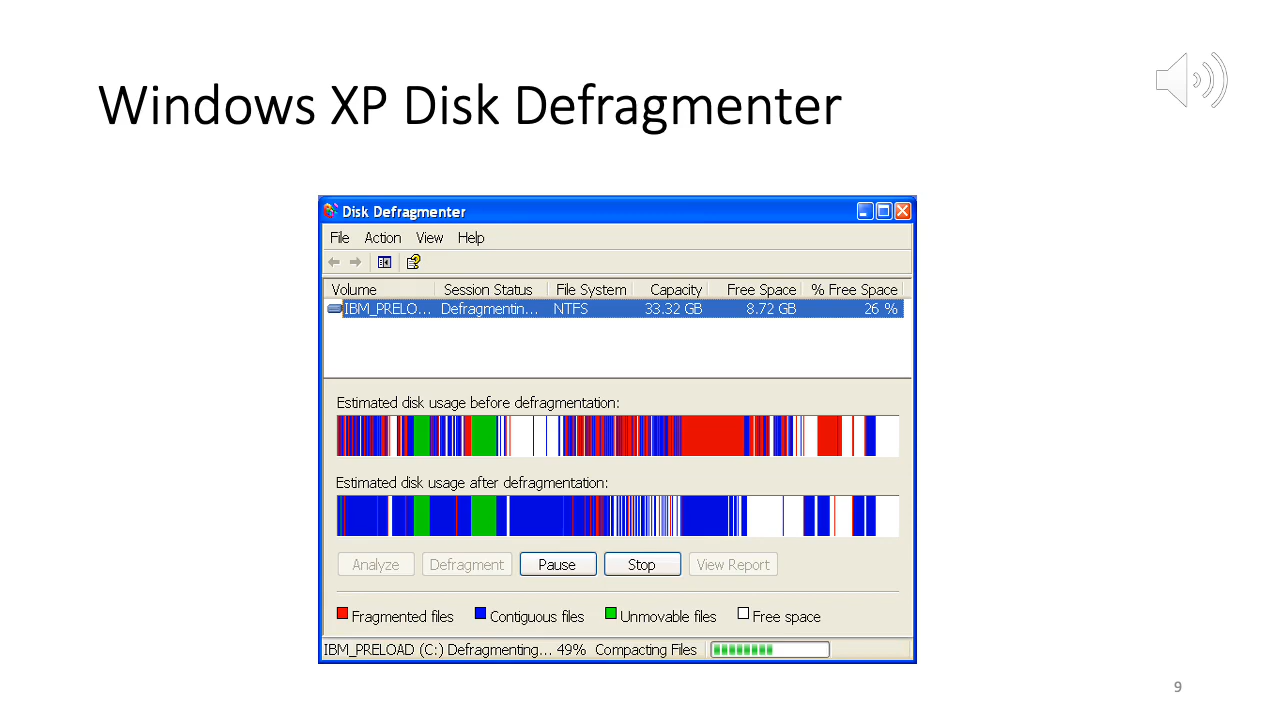 Windows XP Disk Defragmenter
Disk Defragmenter
File Action View Help
Volume Session Status File System Capacity Free Space % Free Space
IBM_PRELO... Defragmentin... NTFS 33.32 GB 8.72 GB 26 %
Estimated disk usage before defragmentation:
Estimated disk usage after defragmentation:
Analyze Defragment Pause Stop View Report
Fragmented files Contiguous files Unmovable files Free space
IBM_PRELOAD (C:) Defragmenting... 49% Compacting Files
9